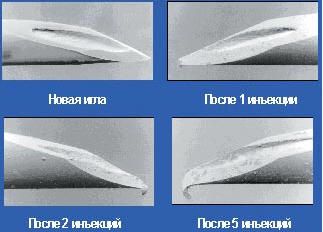 Новая игла
После 1 инъекции
После 2 инъекций
После 5 инъекций